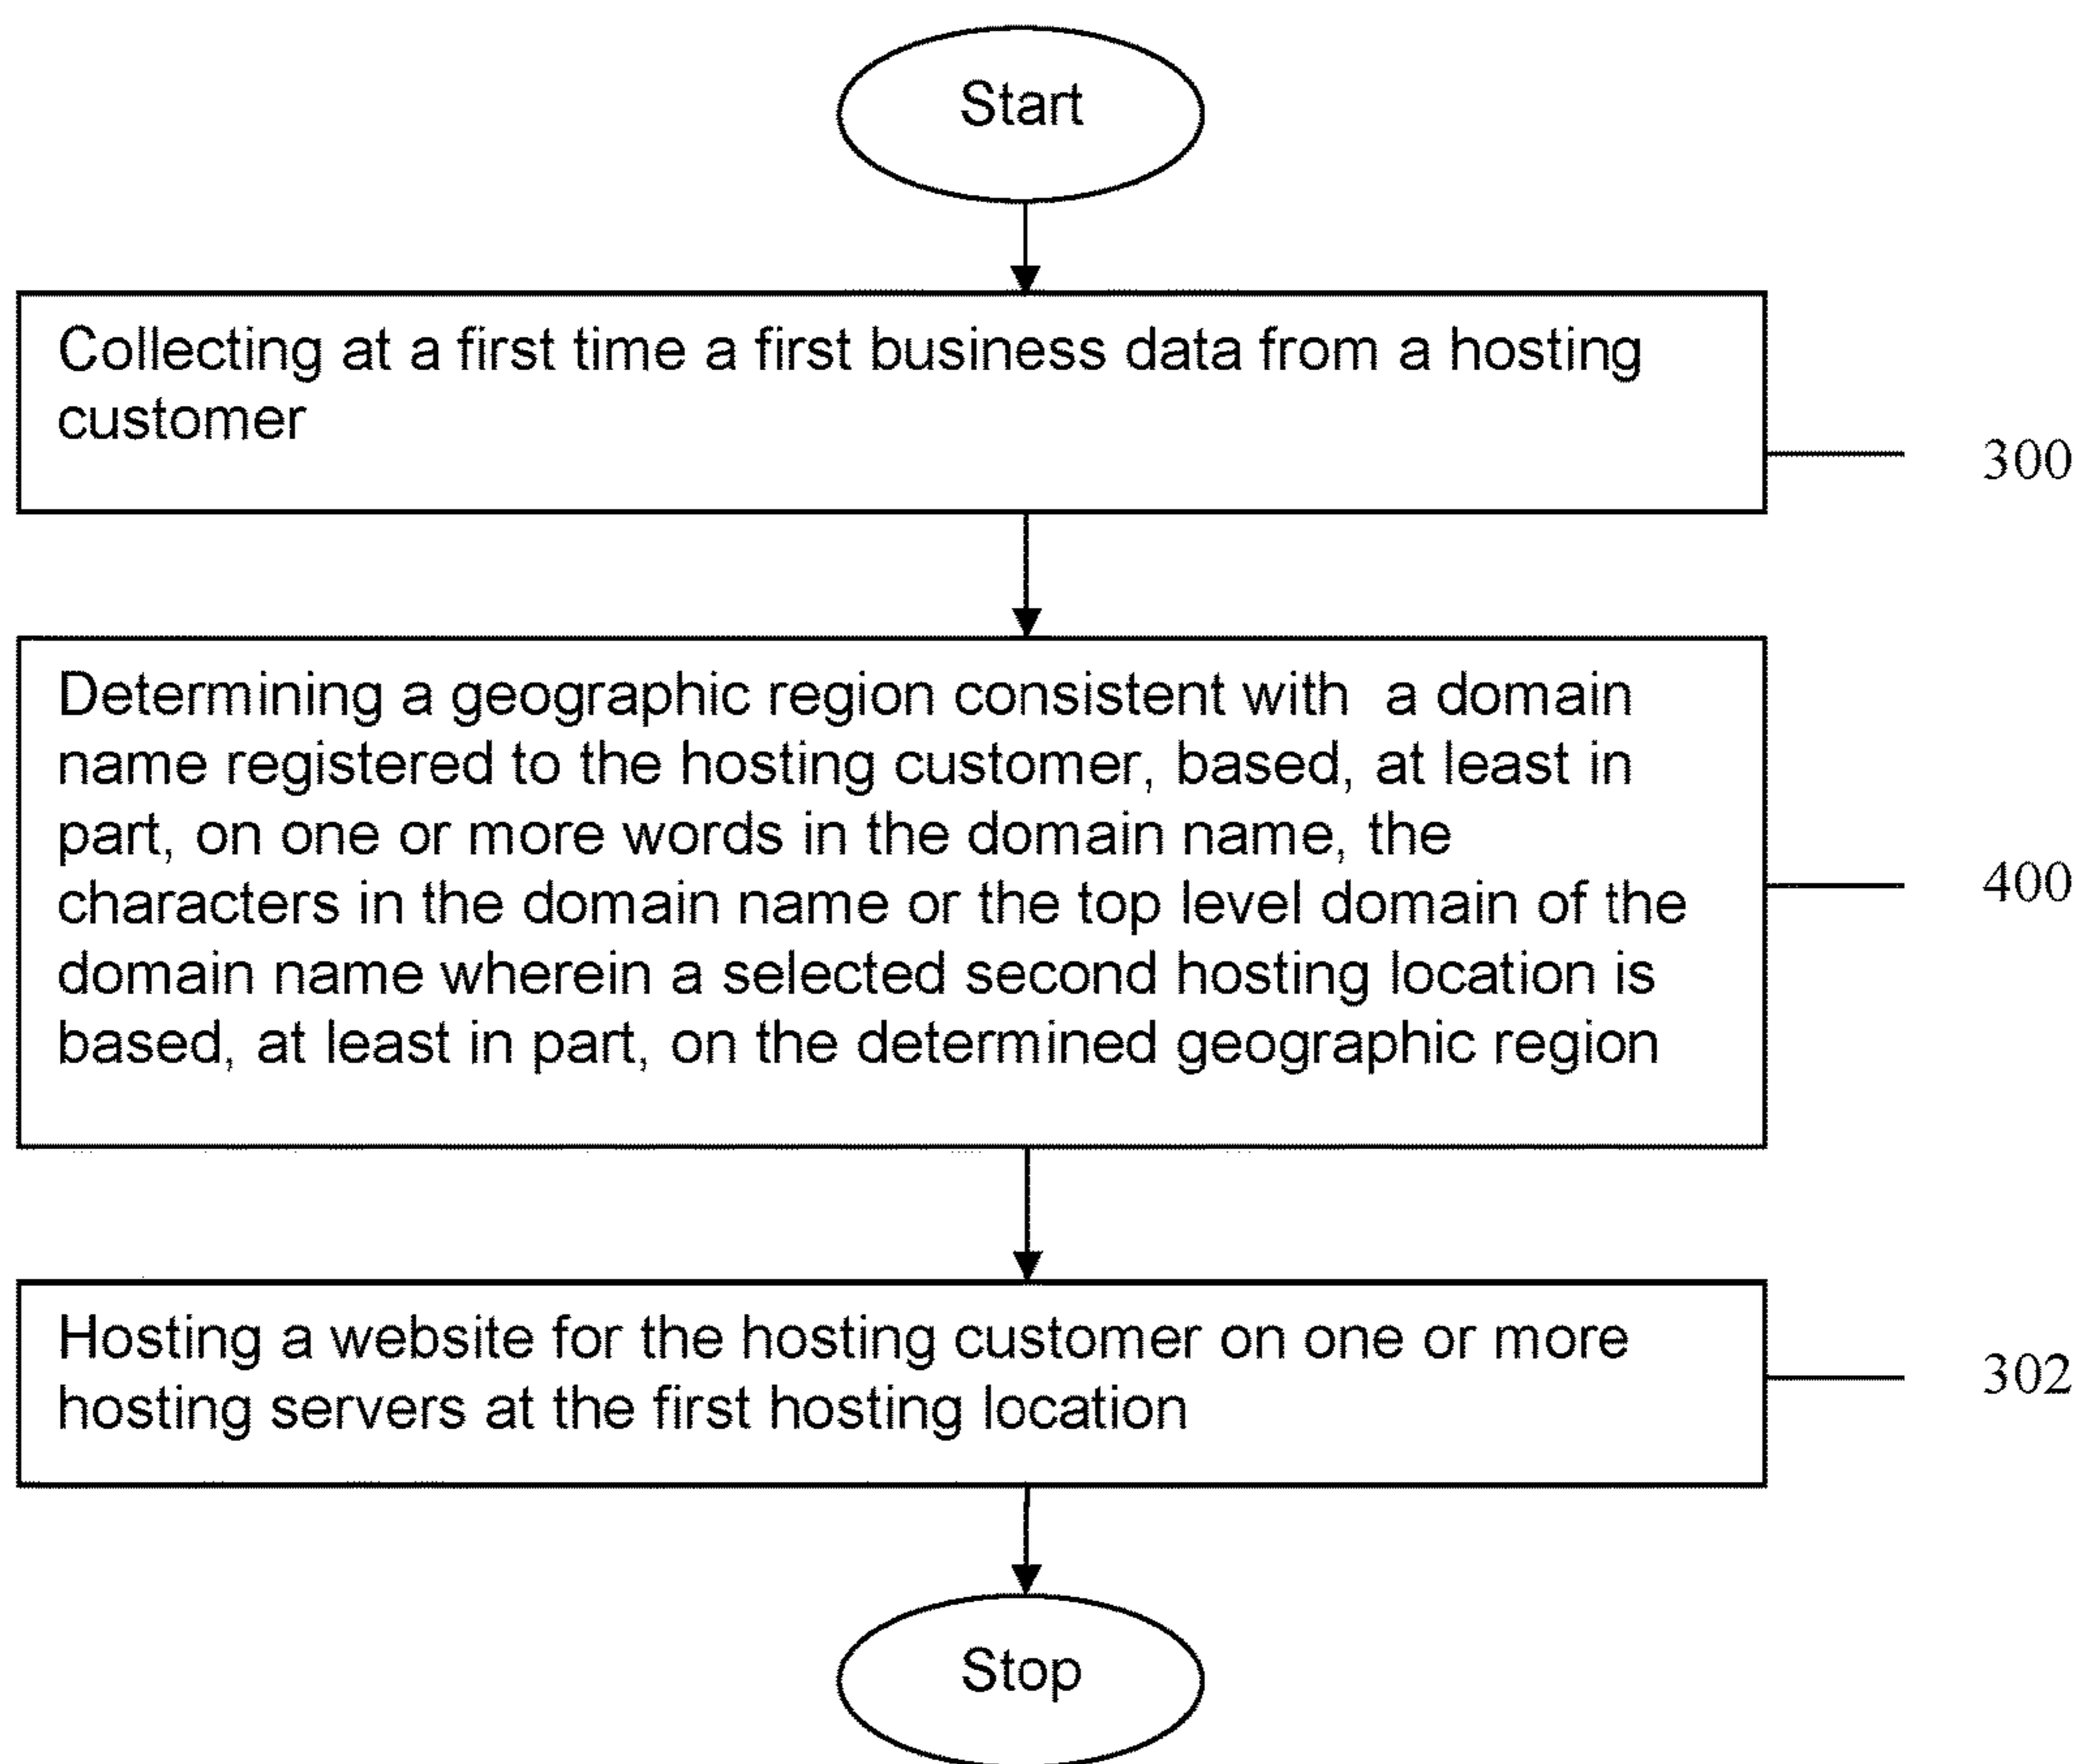 Start
Collecting at a first time a first business data from a hosting
customer
300
Determining a geographic region consistent with a domain
name registered to the hosting customer, based, at least in
part, on one or more words in the domain name, the
characters in the domain name or the top level domain of the
domain name wherein a selected second hosting location is
based, at least in part, on the determined geographic region
400
Hosting a website for the hosting customer on one or more
hosting servers at the first hosting location
302
Stop